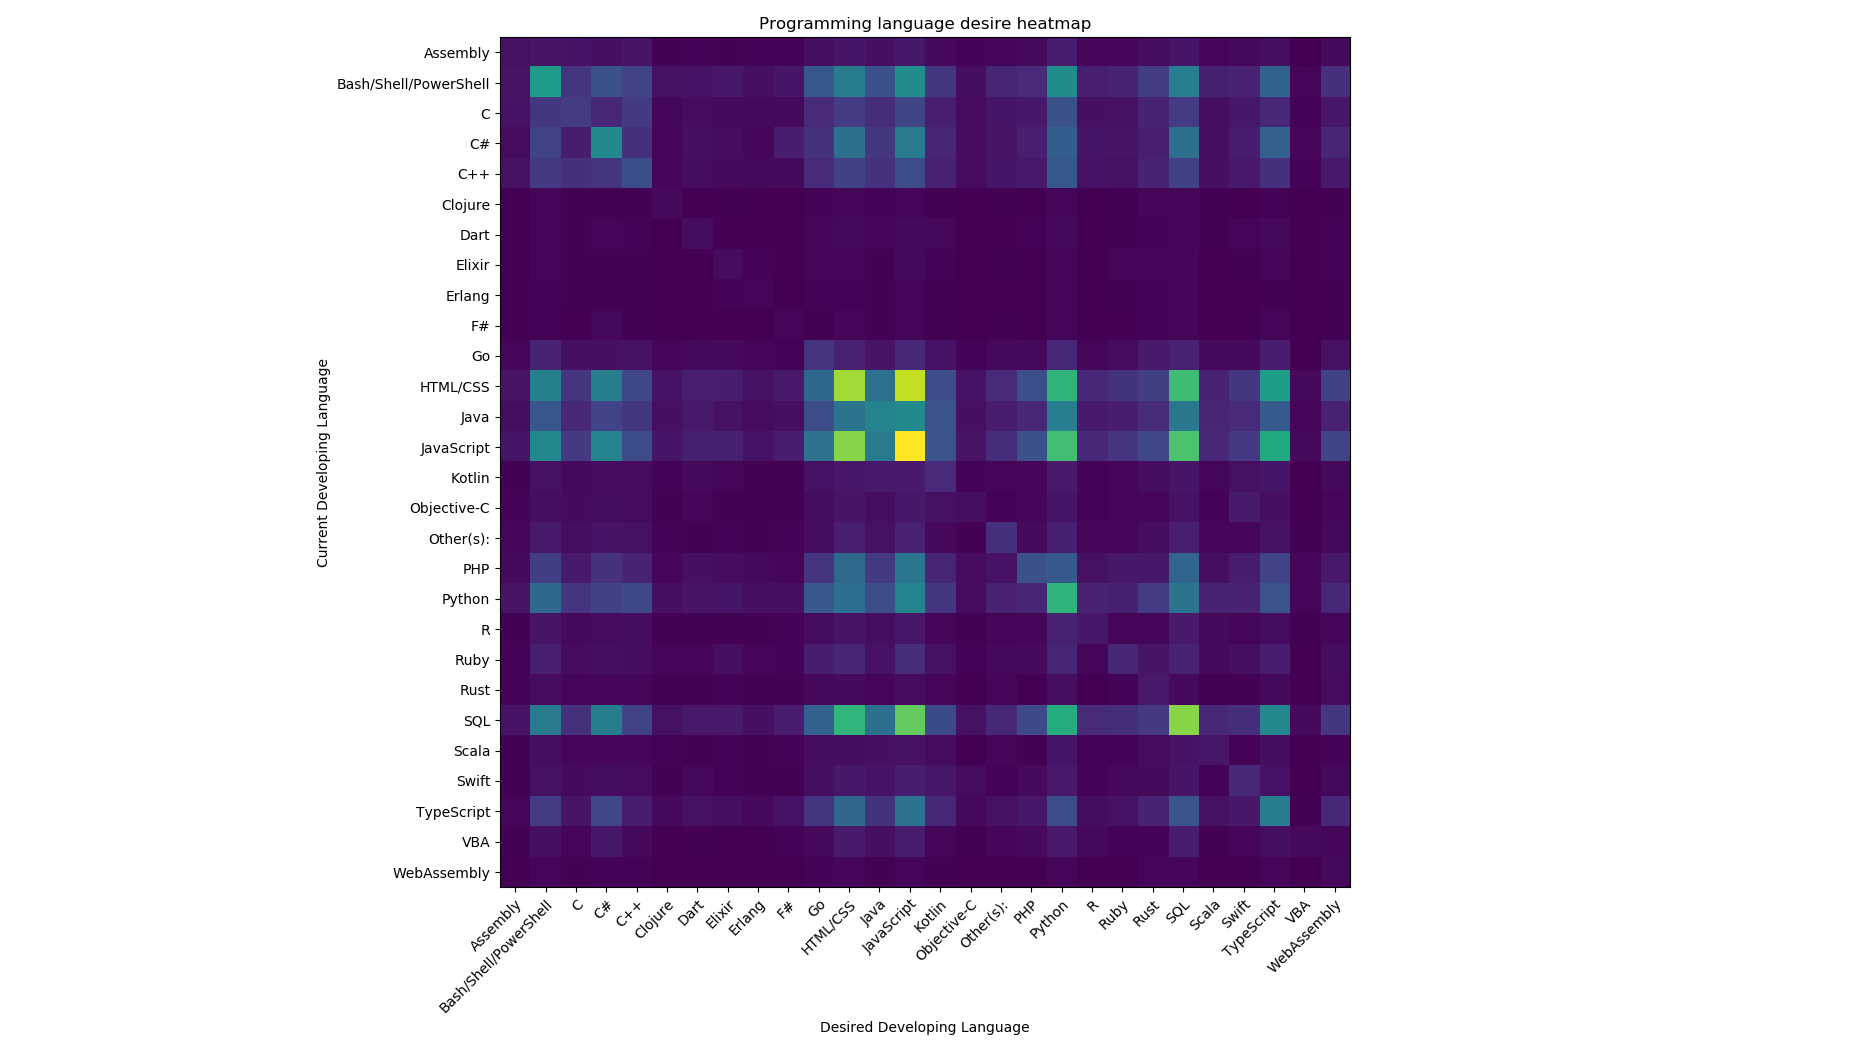 Programming language desire heatmap
Current Developing Language
Assembly
Bash/Shell/PowerShell
C
C#
C++
Clojure
Dart
Elixir
Erlang
F#
Go
HTML/CSS
Java
JavaScript
Kotlin
Objective-C
Other(s):
PHP
Python
R
Ruby
Rust
SQL
Scala
Swift
TypeScript
VBA
WebAssembly
Assembly
Bash/Shell/PowerShell
C
C#
C++
Clojure
Dart
Elixir
Erlang
F#
Go
HTML/CSS
Java
JavaScript
Kotlin
Objective-C
Other(s):
PHP
Python
R
Ruby
Rust
SQL
Scala
Swift
TypeScript
VBA
WebAssembly
Desired Developing Language